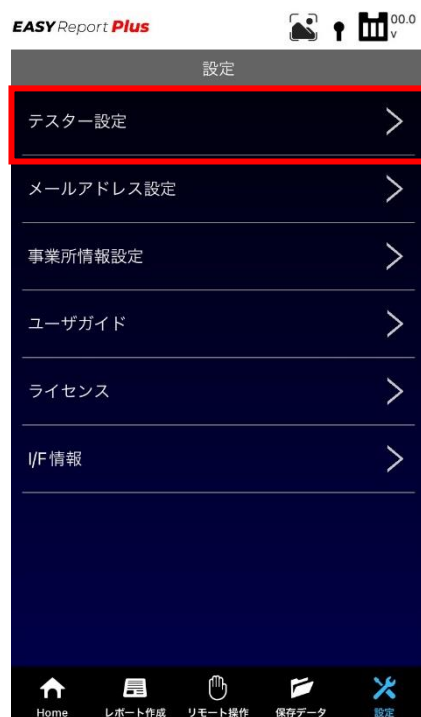 EASY Report Plus
00.0
v
設定
テスター設定
メールアドレス設定
事業所情報設定
ユーザガイド
ライセンス
I/F情報
Home レポート作成 リモート操作 保存データ 設定